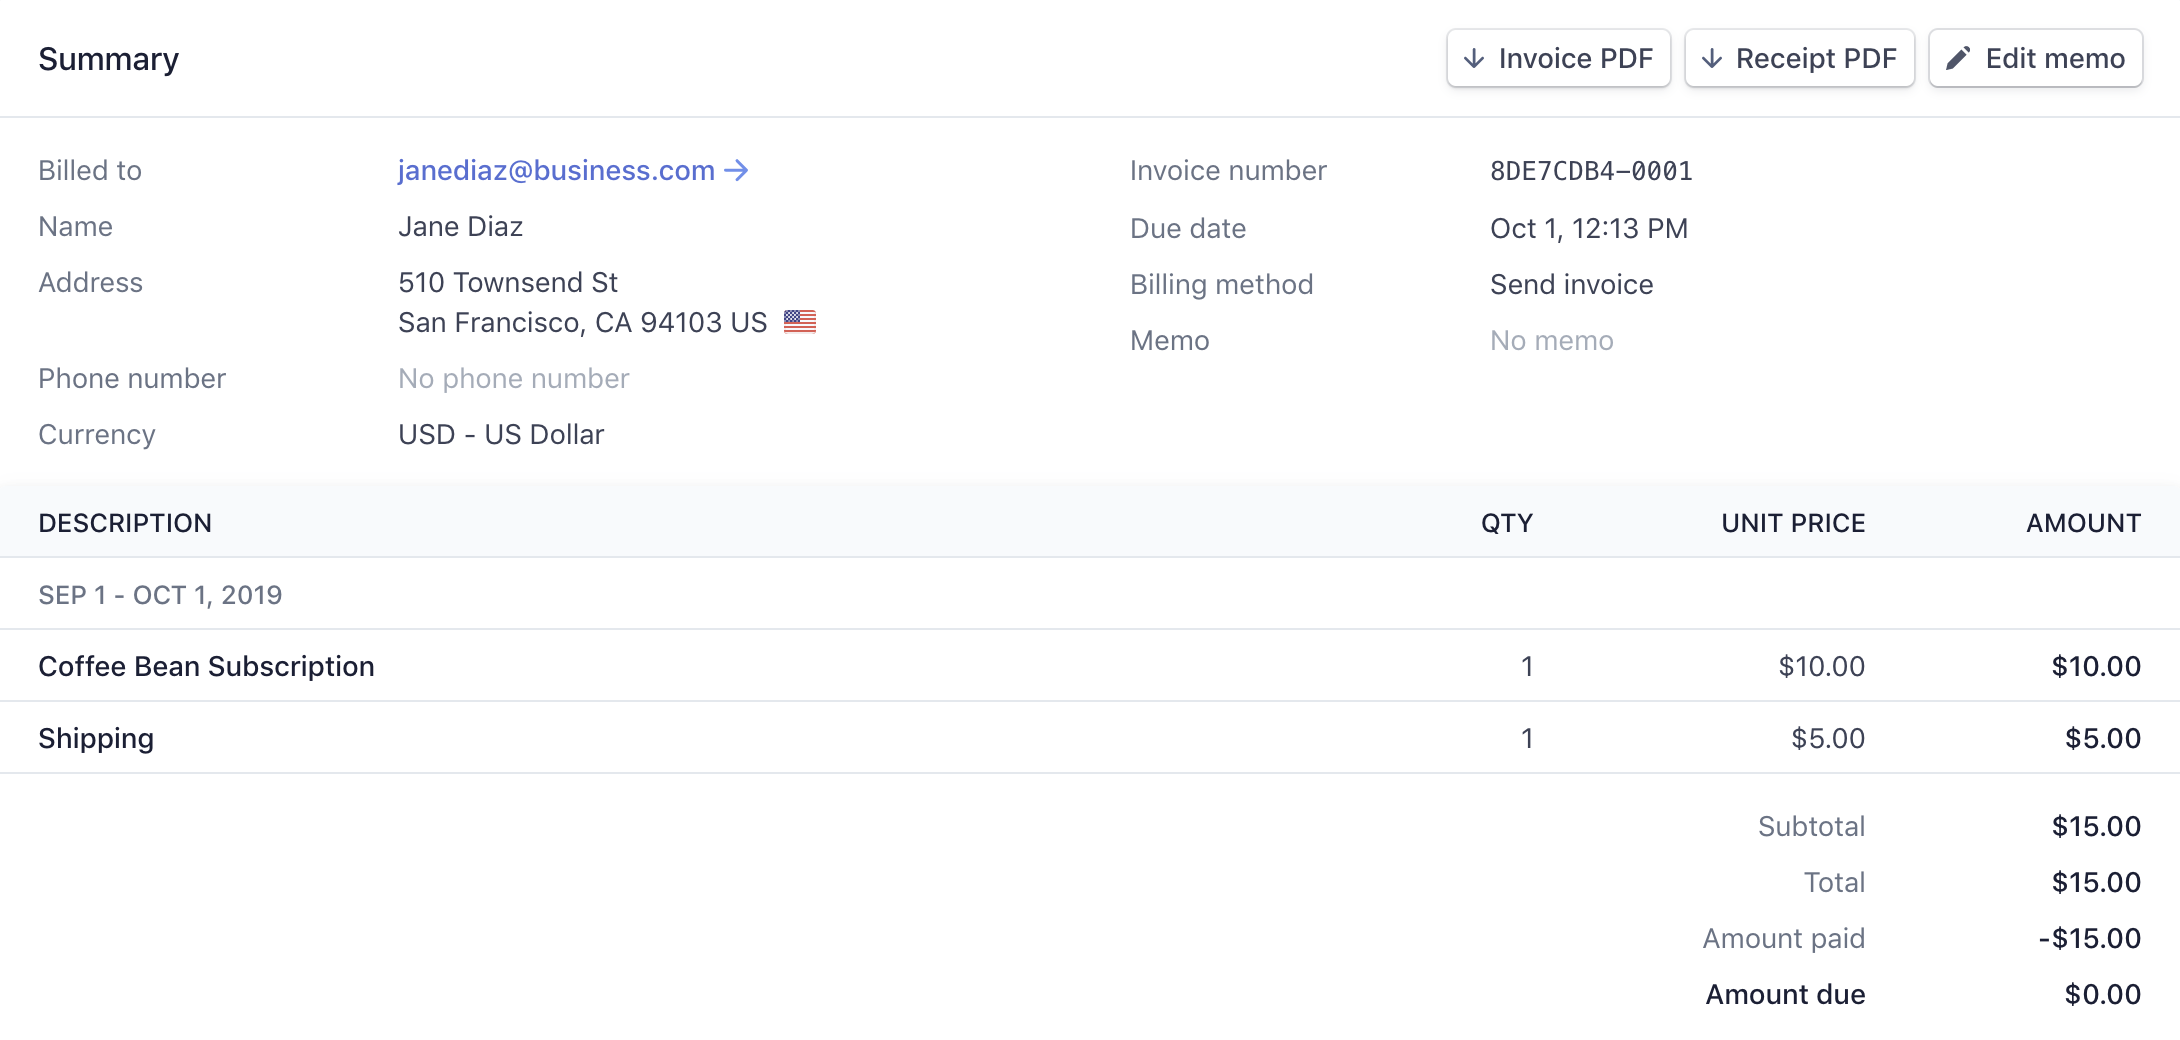 Summary
Invoice PDF
Receipt PDF
Edit memo
Billed to janediaz@business.com
Name Jane Diaz
Address 510 Townsend St
San Francisco, CA 94103 US
Phone number No phone number
Currency USD - US Dollar
Invoice number 8DE7CDB4-0001
Due date Oct 1, 12:13 PM
Billing method Send invoice
Memo No memo
DESCRIPTION QTY UNIT PRICE AMOUNT
SEP 1 - OCT 1, 2019
Coffee Bean Subscription 1 $10.00 $10.00
Shipping 1 $5.00 $5.00
Subtotal $15.00
Total $15.00
Amount paid -$15.00
Amount due $0.00